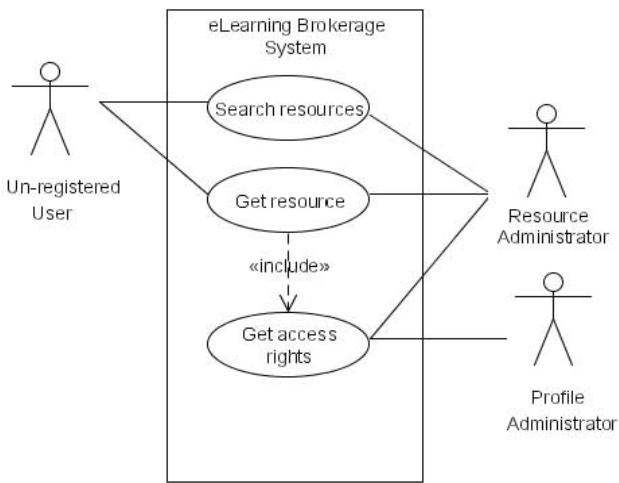 eLearning Brokerage
System
Search resources
Un-registered
User
Get resource
Resource
Administrator
«include»
Get access
rights
Profile
Administrator